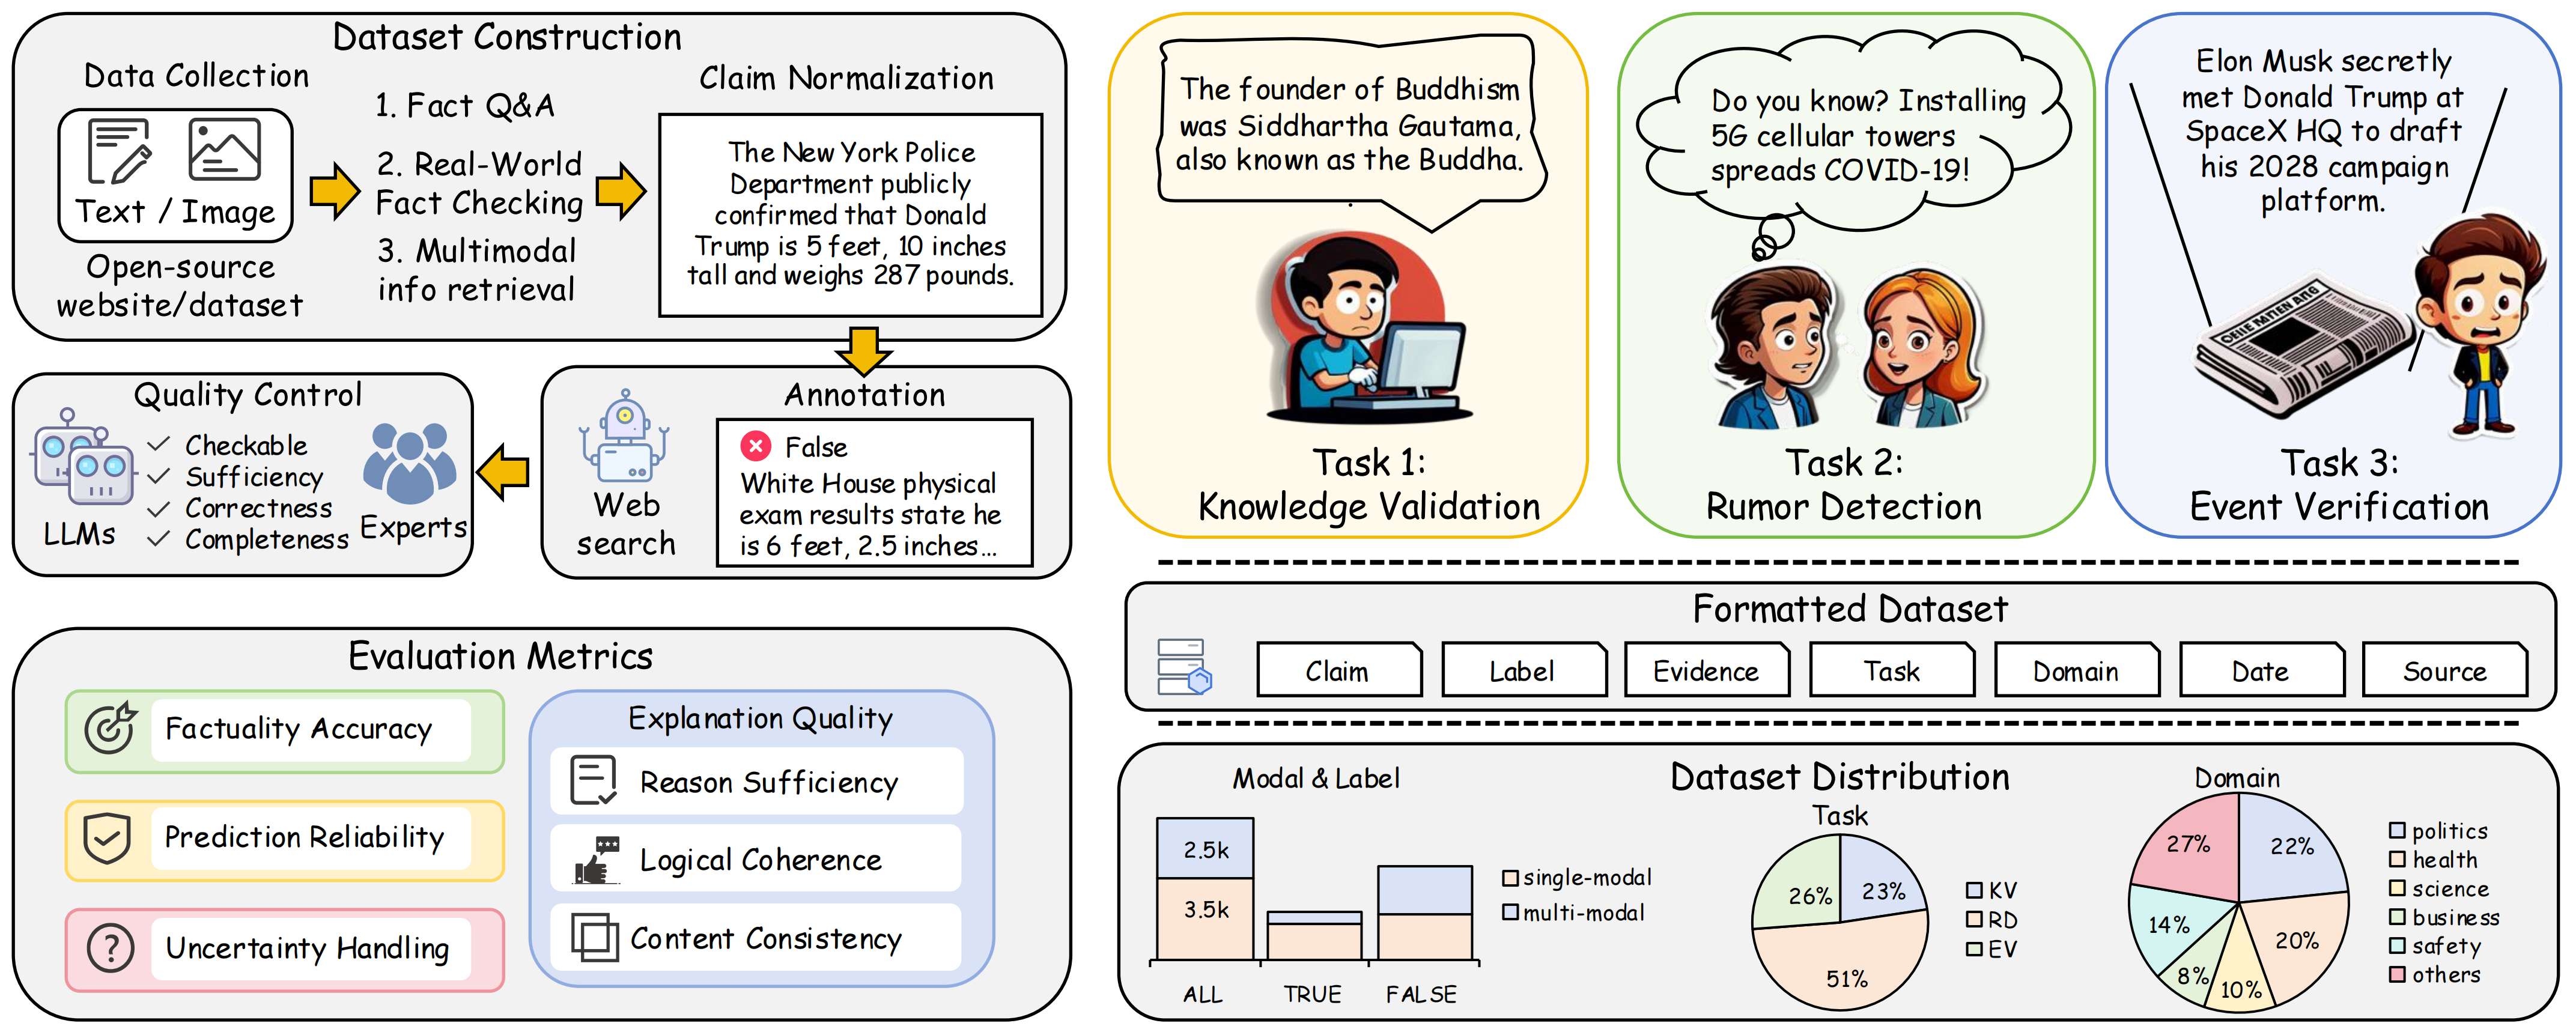 Dataset Construction
Data Collection
Text / Image
Open-source
website/dataset
1. Fact Q&A
2. Real-World
Fact Checking
3. Multimodal
info retrieval
Claim Normalization
The New York Police
Department publicly
confirmed that Donald
Trump is 5 feet, 10 inches
tall and weighs 287 pounds.
Quality Control
LLMs
Checkable
Sufficiency
Correctness
Completeness
Experts
Annotation
Web
search
False
White House physical
exam results state he
is 6 feet, 2.5 inches...
Evaluation Metrics
Factuality Accuracy
Prediction Reliability
Uncertainty Handling
Explanation Quality
Reason Sufficiency
Logical Coherence
Content Consistency
The founder of Buddhism
was Siddhartha Gautama,
also known as the Buddha.
Task 1:
Knowledge Validation
Do you know? Installing
5G cellular towers
spreads COVID-19!
Task 2:
Rumor Detection
Elon Musk secretly
met Donald Trump at
SpaceX HQ to draft
his 2028 campaign
platform.
Task 3:
Event Verification
Formatted Dataset
Claim
Label
Evidence
Task
Domain
Date
Source
Dataset Distribution
Modal & Label
2.5k
3.5k
ALL
TRUE
FALSE
single-modal
multi-modal
Task
26%
23%
51%
KV
RD
EV
Domain
27%
22%
14%
20%
8%
10%
politics
health
science
business
safety
others